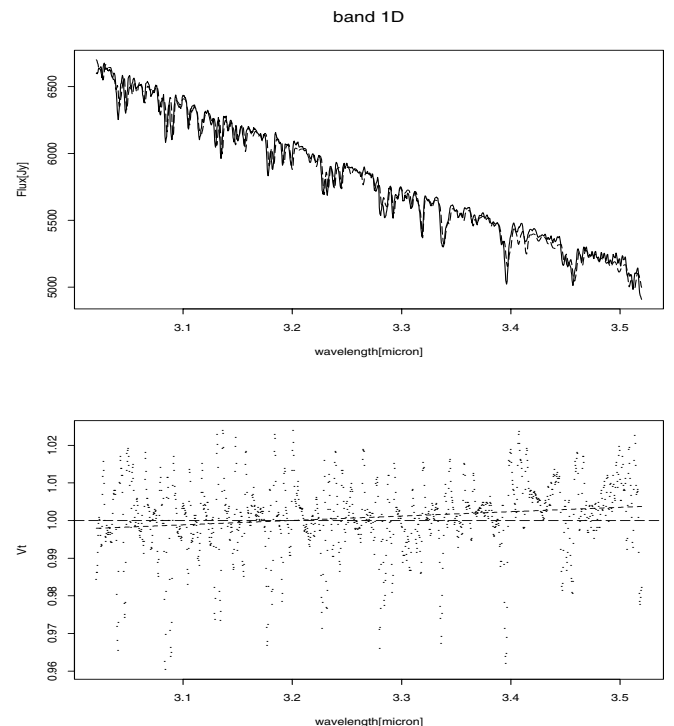 band 1D
Flux[Jy]
6500
6000
5500
5000
3.1 3.2 3.3 3.4 3.5
wavelength[micron]
Vt
1.02
1.01
1.00
0.99
0.98
0.97
0.96
3.1 3.2 3.3 3.4 3.5
wavelength[micron]